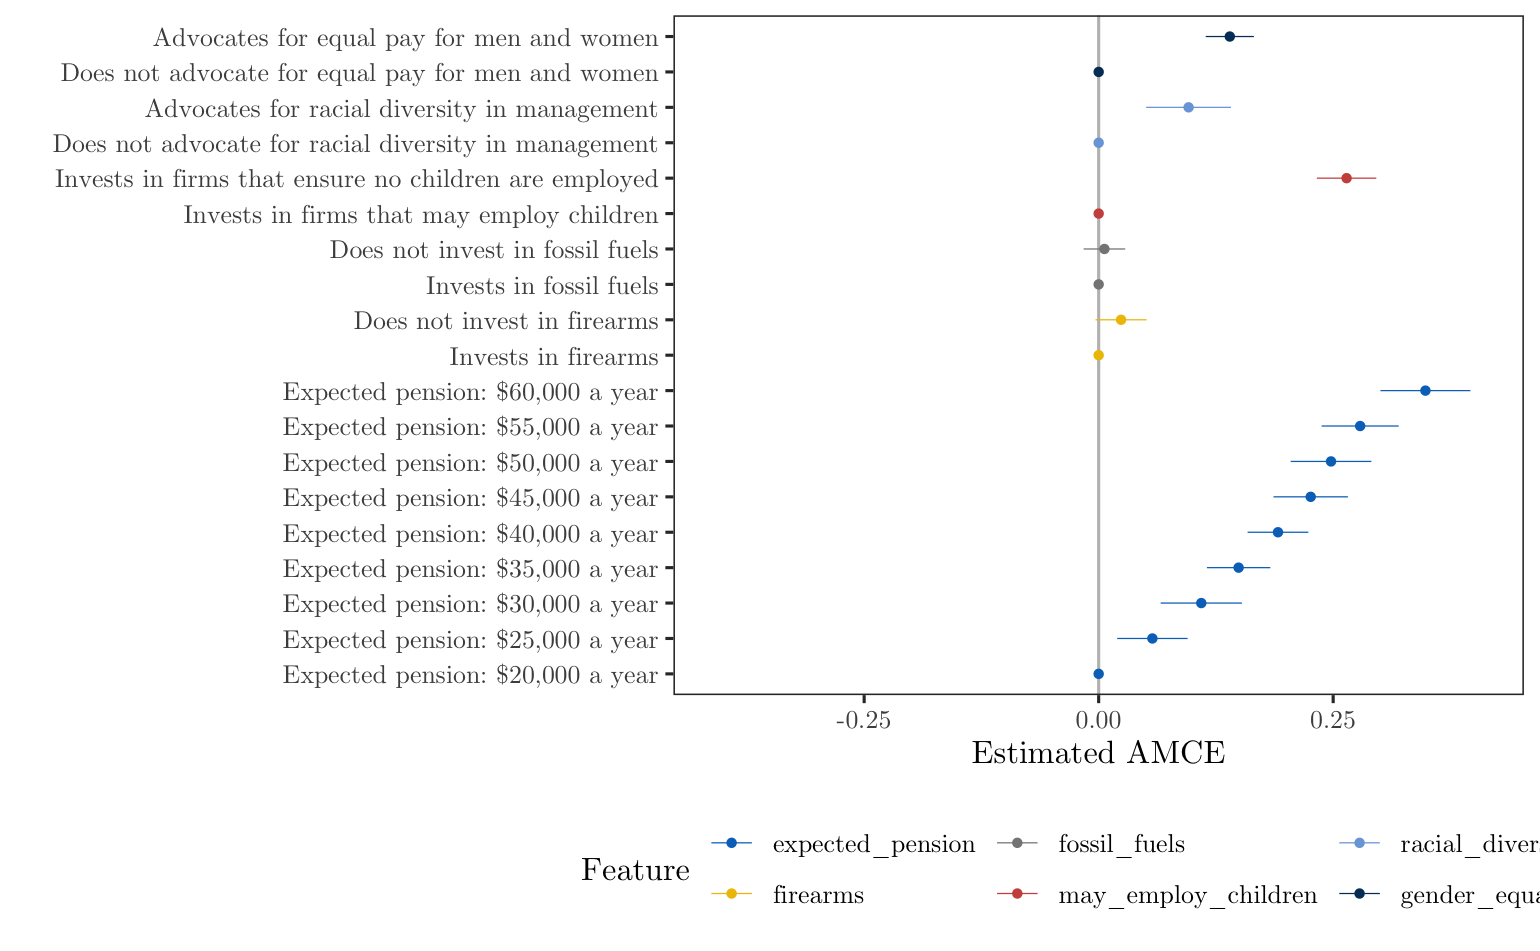 Advocates for equal pay for men and women
Does not advocate for equal pay for men and women
Advocates for racial diversity in management
Does not advocate for racial diversity in management
Invests in firms that ensure no children are employed
Invests in firms that may employ children
Does not invest in fossil fuels
Invests in fossil fuels
Does not invest in firearms
Invests in firearms
Expected pension: $60,000 a year
Expected pension: $55,000 a year
Expected pension: $50,000 a year
Expected pension: $45,000 a year
Expected pension: $40,000 a year
Expected pension: $35,000 a year
Expected pension: $30,000 a year
Expected pension: $25,000 a year
Expected pension: $20,000 a year
-0.25 0.00 0.25
Estimated AMCE
Feature
expected_pension fossil_fuels racial_diver
firearms may_employ_children gender_equa